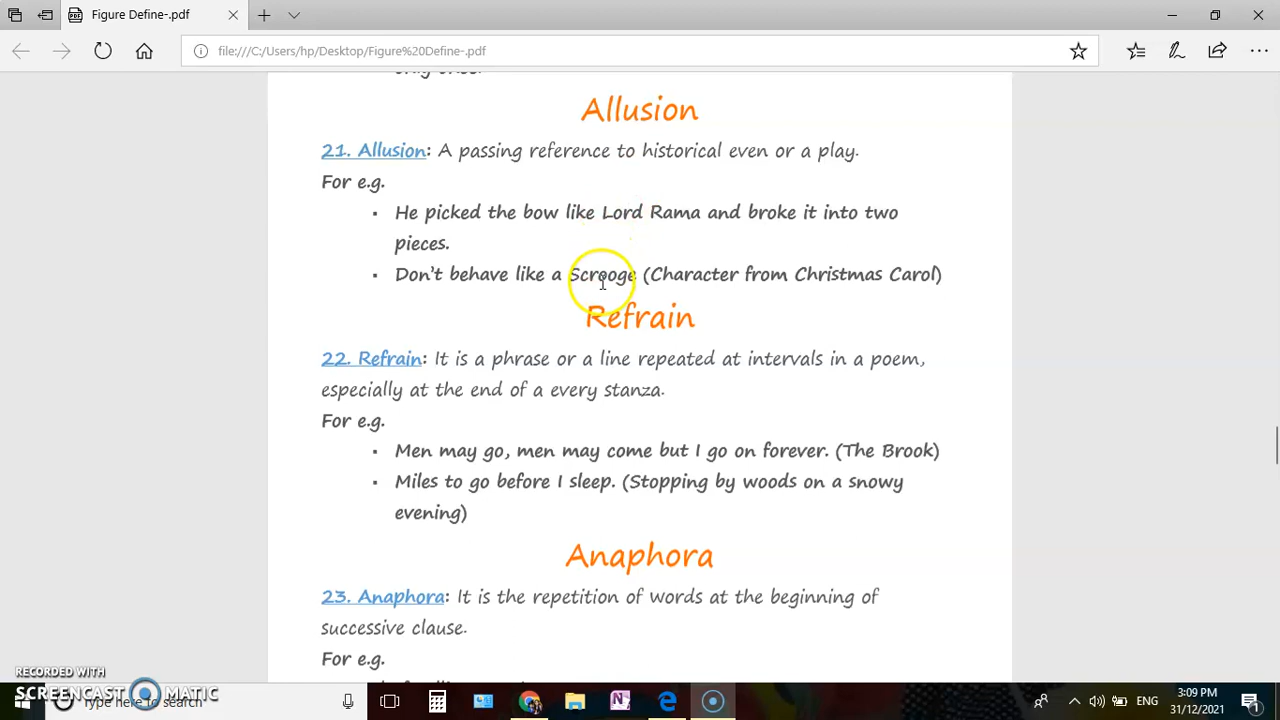 Figure Define-.pdf
file:///C:/Users/hp/Desktop/Figure%20Define-.pdf
Allusion
21. Allusion: A passing reference to historical even or a play.
For e.g.
▪ He picked the bow like Lord Rama and broke it into two
pieces.
▪ Don't behave like a Scrooge (Character from Christmas Carol)
Refrain
22. Refrain: It is a phrase or a line repeated at intervals in a poem,
especially at the end of a every stanza.
For e.g.
▪ Men may go, men may come but I go on forever. (The Brook)
▪ Miles to go before I sleep. (Stopping by woods on a snowy
evening)
Anaphora
23. Anaphora: It is the repetition of words at the beginning of
successive clause.
For e.g.
RECORDED WITH
SCREENCAST MATIC
Type here to search
ENG
3:09 PM
31/12/2021